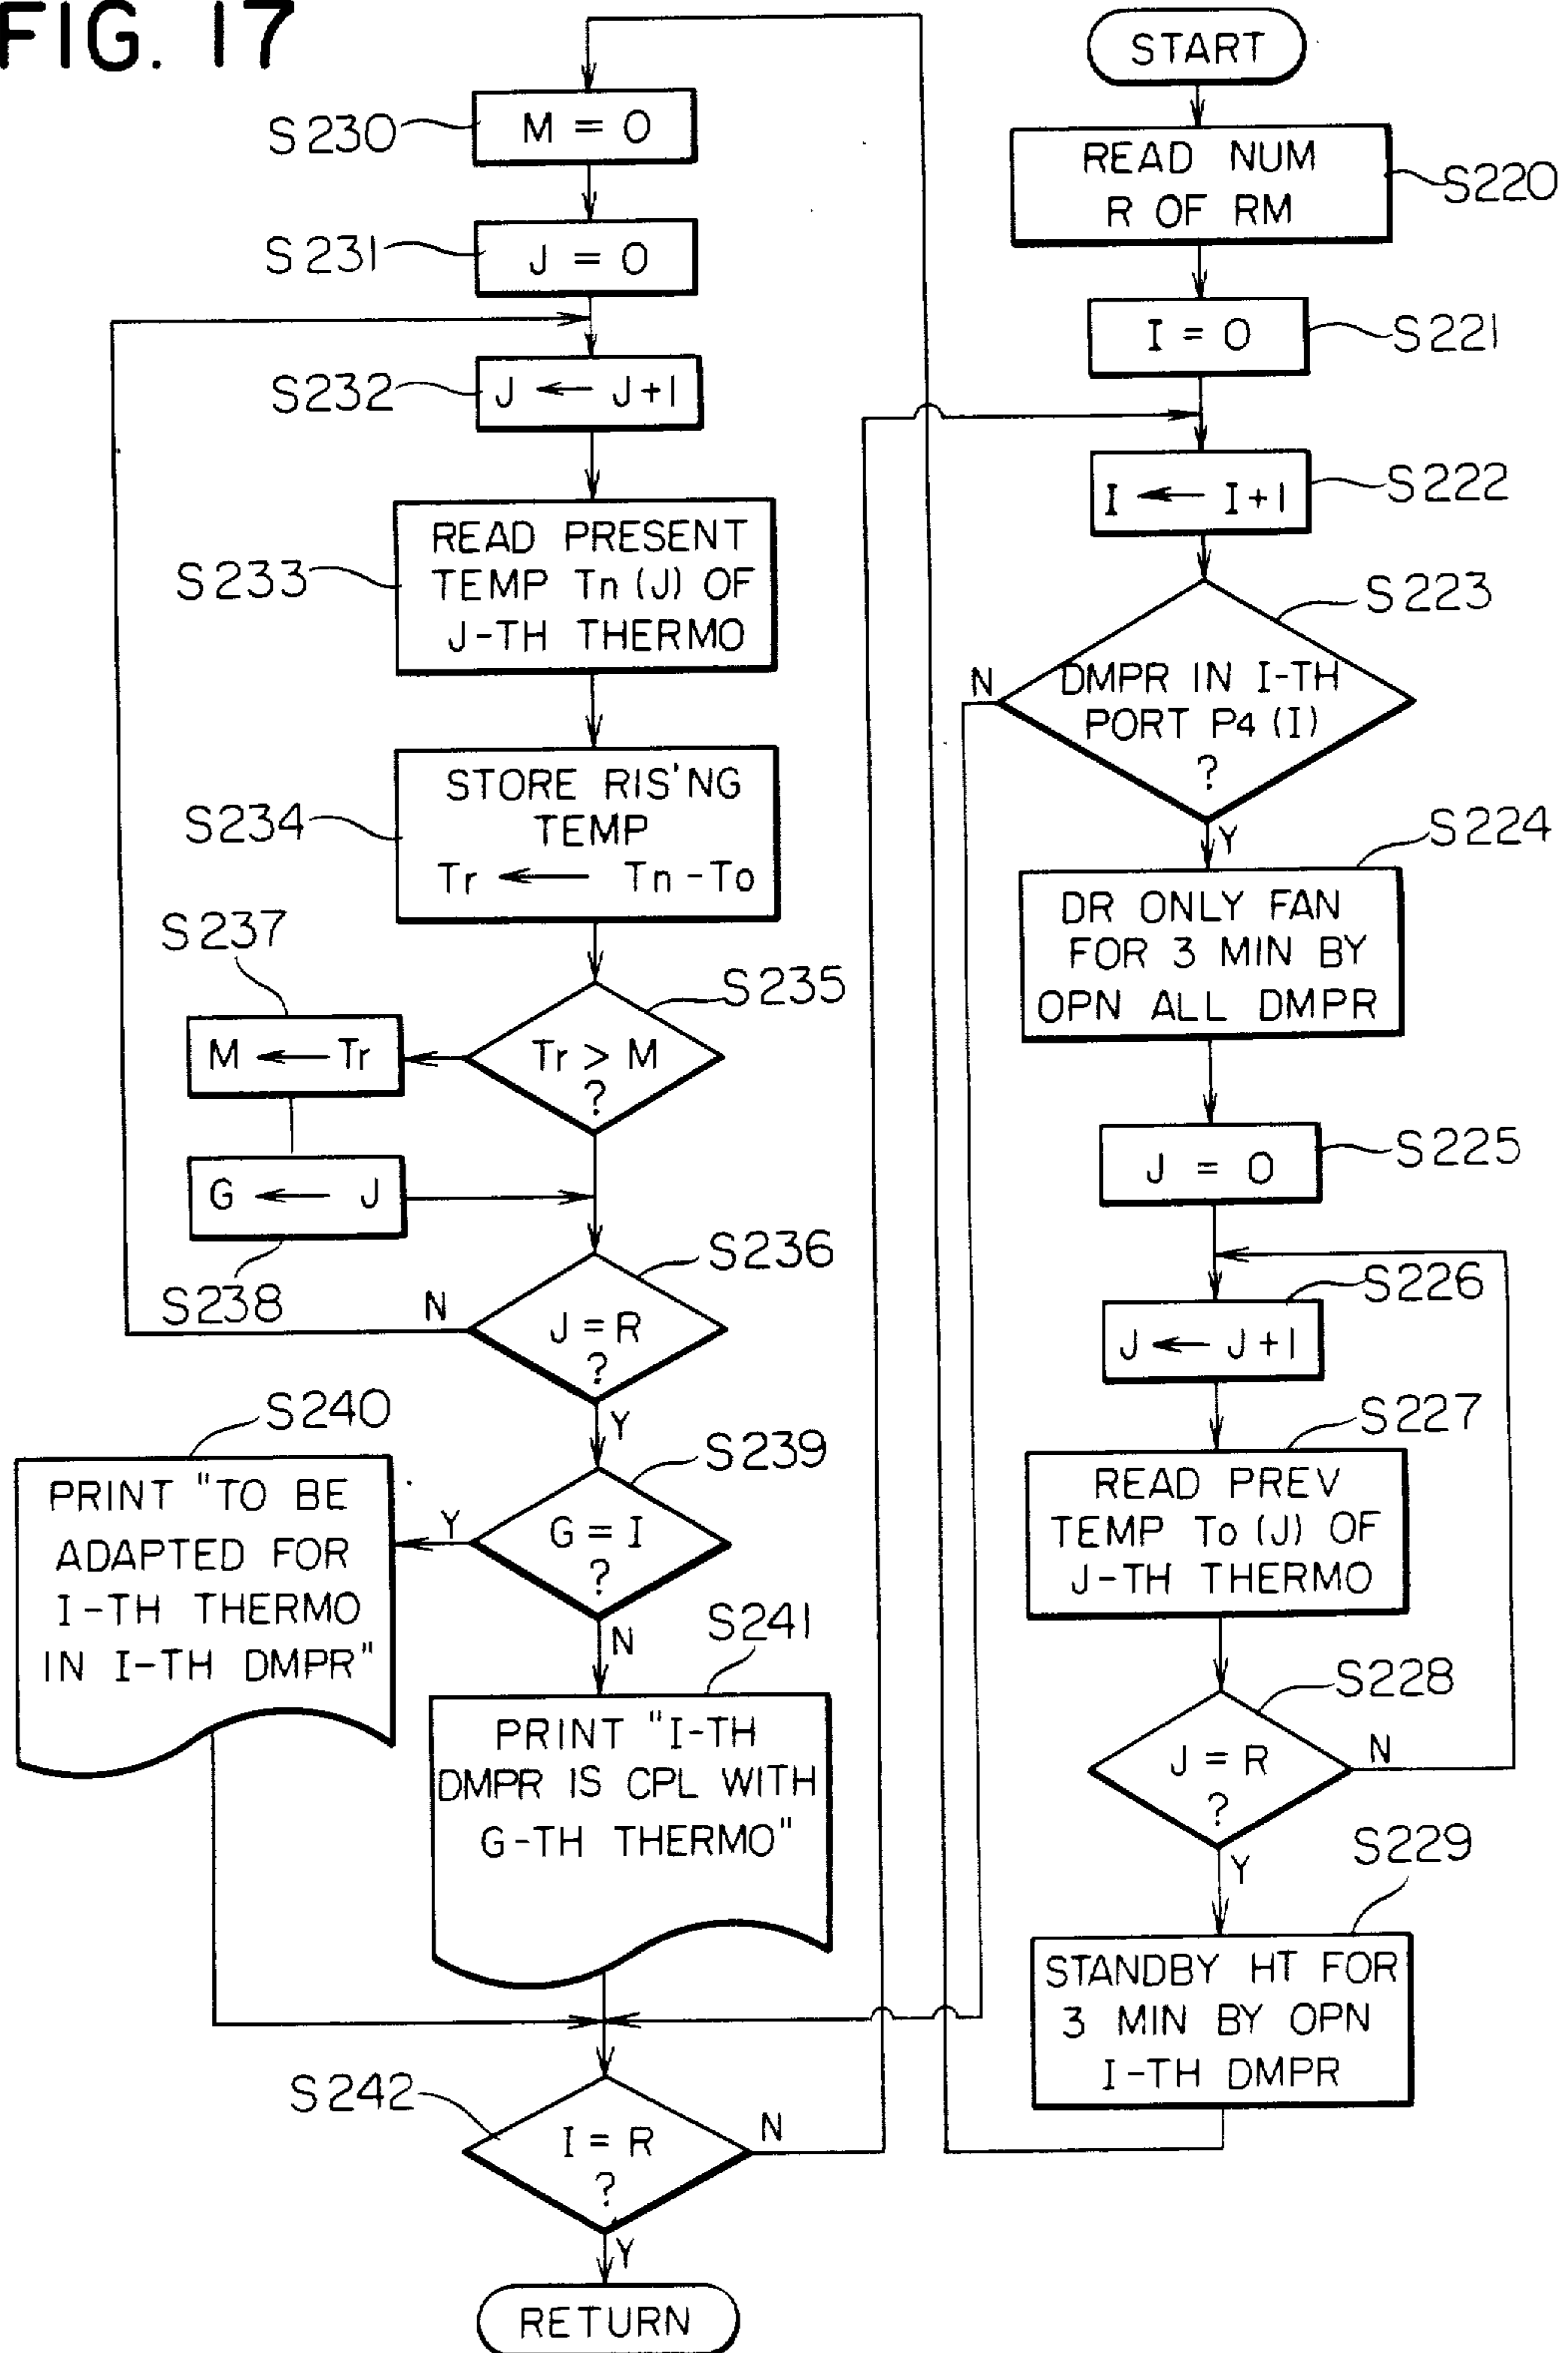 FIG. 17
START
READ NUM
R OF RM
S220
I = 0
S221
I ← I+1
S222
DMPR IN I-TH
PORT P4 (I)
?
S223
N
Y
DR ONLY FAN
FOR 3 MIN BY
OPN ALL DMPR
S224
J = 0
S225
J ← J+1
S226
READ PREV
TEMP To (J) OF
J-TH THERMO
S227
J = R
?
S228
N
Y
STANDBY HT FOR
3 MIN BY OPN
I-TH DMPR
S229
S230
M = 0
S231
J = 0
S232
J ← J+1
S233
READ PRESENT
TEMP Tn (J) OF
J-TH THERMO
S234
STORE RIS'NG
TEMP
Tr ← Tn -To
S235
Tr > M
?
S237
M ← Tr
G ← J
S238
S236
J = R
?
N
Y
S239
G = I
?
Y
N
S240
PRINT "TO BE
ADAPTED FOR
I-TH THERMO
IN I-TH DMPR"
S241
PRINT "I-TH
DMPR IS CPL WITH
G-TH THERMO"
S242
I = R
?
N
Y
RETURN